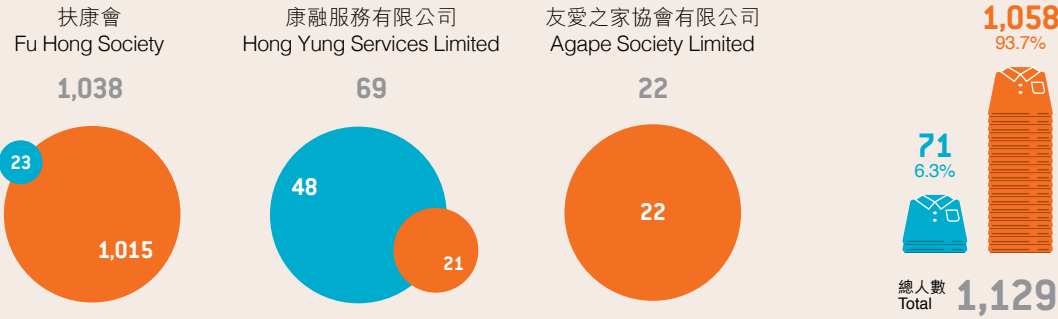 扶康會
Fu Hong Society
1,038
23
1,015
康融服務有限公司
Hong Yung Services Limited
69
48
21
友愛之家協會有限公司
Agape Society Limited
22
22
1,058
93.7%
71
6.3%
總人數
Total
1,129